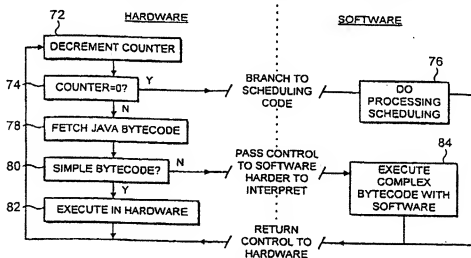 HARDWARE
SOFTWARE
72
DECREMENT COUNTER
74
COUNTER=0?
Y
BRANCH TO
SCHEDULING
CODE
76
DO
PROCESSING
SCHEDULING
N
78
FETCH JAVA BYTECODE
80
SIMPLE BYTECODE?
N
PASS CONTROL
TO SOFTWARE
HARDER TO
INTERPRET
84
EXECUTE
COMPLEX
BYTECODE WITH
SOFTWARE
Y
82
EXECUTE IN HARDWARE
RETURN
CONTROL TO
HARDWARE